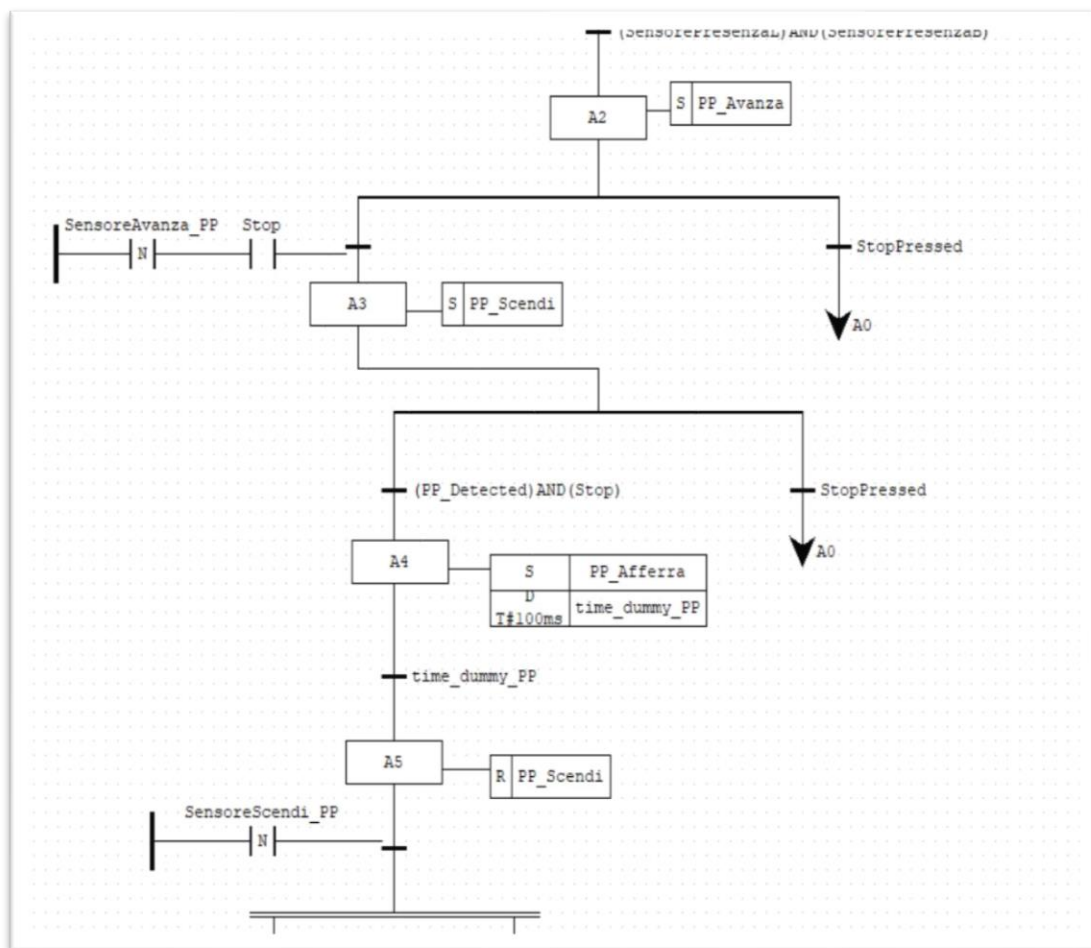 (SensorePresenzaL)AND(SensorePresenzaB)
A2
S PP_Avanza
SensoreAvanza_PP Stop
N
StopPressed
A3
S PP_Scendi
A0
(PP_Detected)AND(Stop)
StopPressed
A4
S PP_Afferra
A0
D
T#100ms time_dummy_PP
time_dummy_PP
A5
R PP_Scendi
SensoreScendi_PP
N